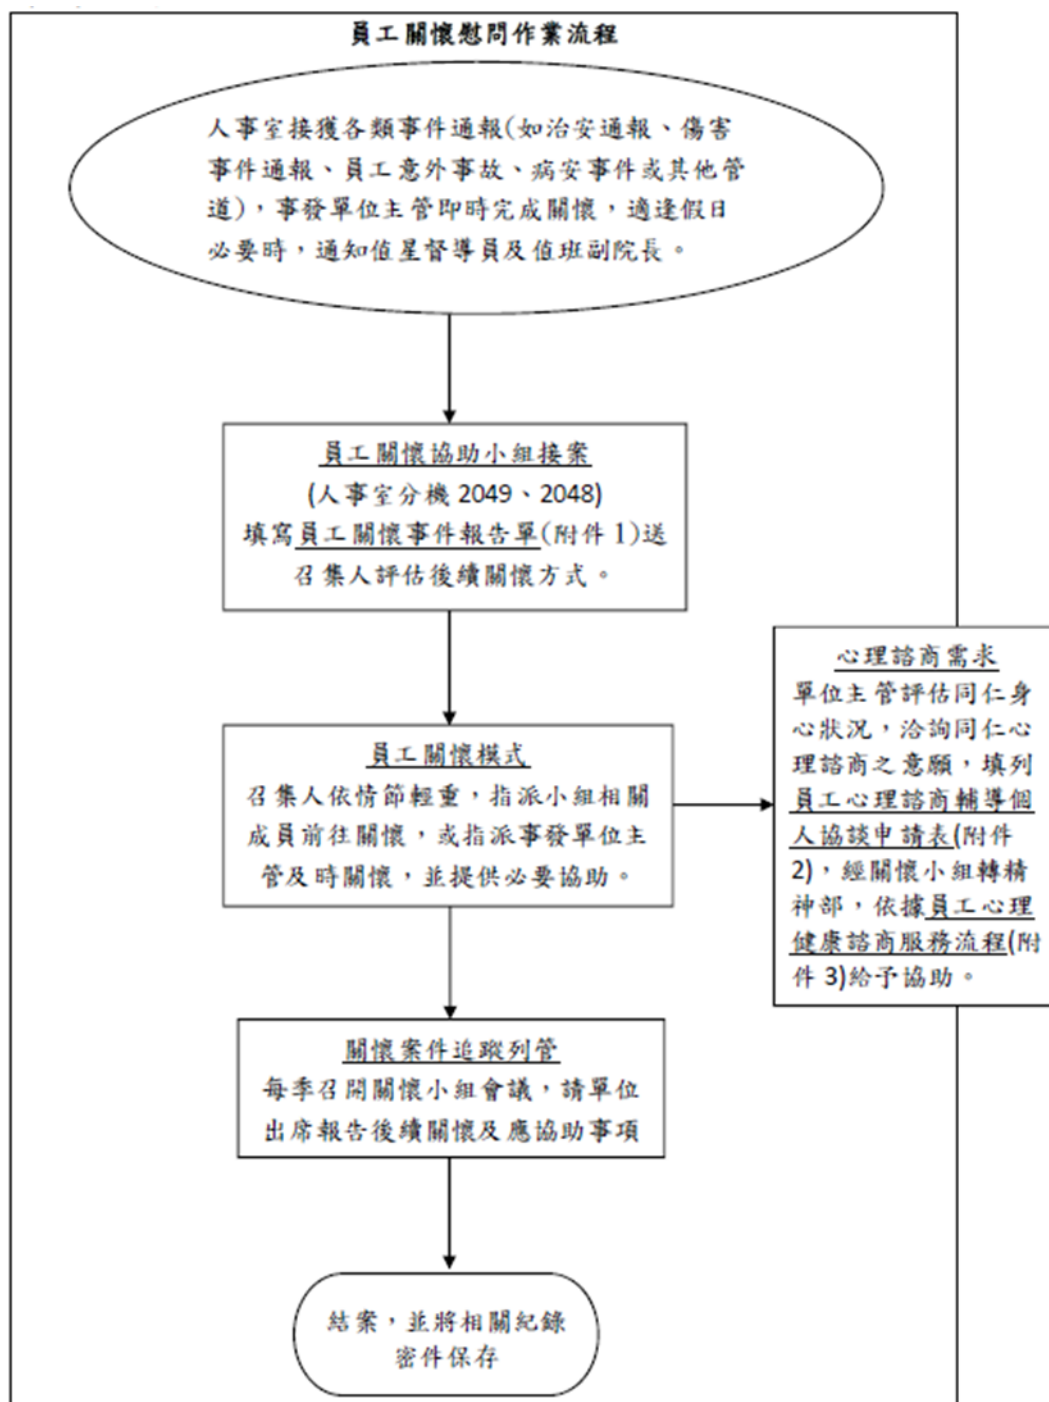 員工關懷慰問作業流程
人事室接獲各類事件通報(如治安通報、傷害
事件通報、員工意外事故、病安事件或其他管
道)，事發單位主管即時完成關懷，適逢假日
必要時，通知值星督導員及值班副院長。
員工關懷協助小組接案
(人事室分機 2049、2048)
填寫員工關懷事件報告單(附件 1)送
召集人評估後續關懷方式。
員工關懷模式
召集人依情節輕重，指派小組相關
成員前往關懷，或指派事發單位主
管及時關懷，並提供必要協助。
心理諮商需求
單位主管評估同仁身
心狀況，洽詢同仁心
理諮商之意願，填列
員工心理諮商輔導個
人協談申請表(附件
2)，經關懷小組轉精
神部，依據員工心理
健康諮商服務流程(附
件 3)給予協助。
關懷案件追蹤列管
每季召開關懷小組會議，請單位
出席報告後續關懷及應協助事項
結案，並將相關紀錄
密件保存